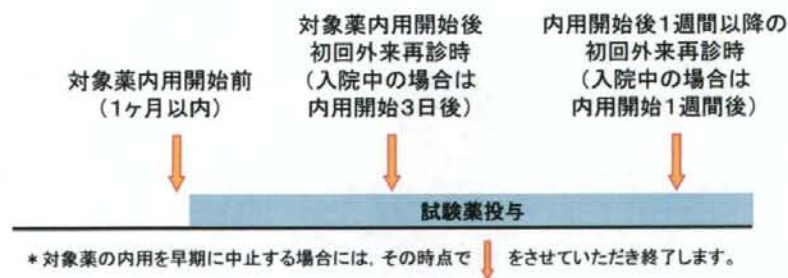 対象薬内用開始前
(1ヶ月以内)
対象薬内用開始後
初回外来再診時
(入院中の場合は
内用開始3日後)
内用開始後1週間以降の
初回外来再診時
(入院中の場合は
内用開始1週間後)
試験薬投与
*対象薬の内用を早期に中止する場合には、その時点で をさせていただき終了します。